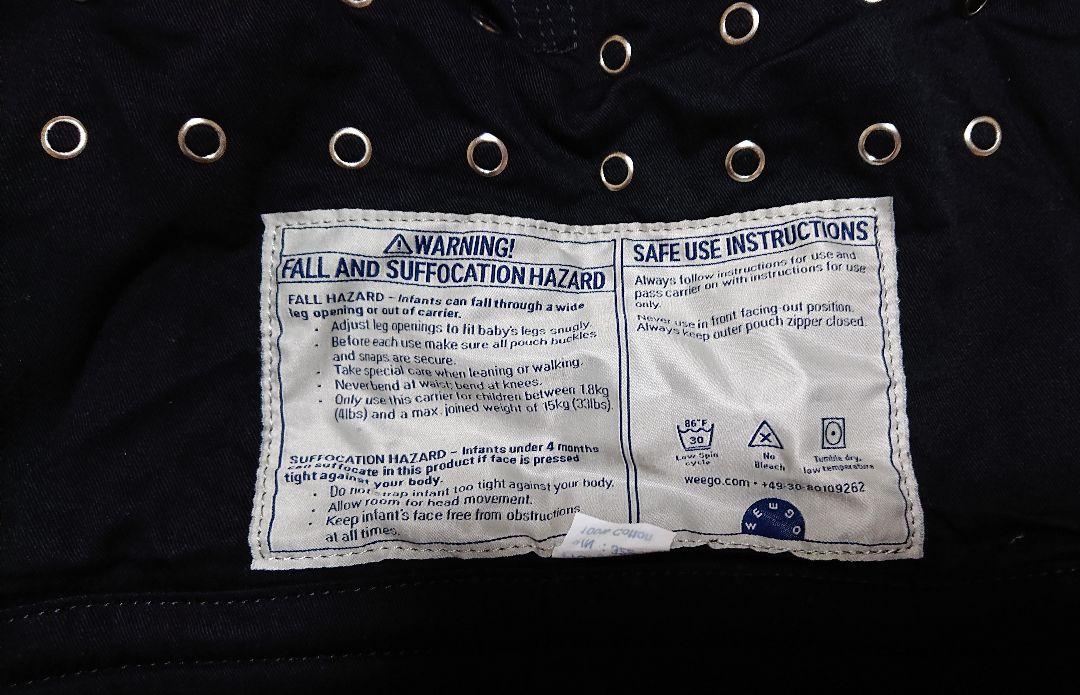 WARNING!
FALL AND SUFFOCATION HAZARD
FALL HAZARD - Infants can fall through a wide
leg opening or out of carrier.
· Adjust leg openings to fit baby's legs snugly.
· Before each use make sure all pouch buckles
and snaps are secure.
· Take special care when leaning or walking.
· Never bend at waist; bend at knees.
· Only use this carrier for children between 1.8kg
(4lbs) and a max. joined weight of 15kg (33lbs).
SUFFOCATION HAZARD - Infants under 4 months
can suffocate in this product if face is pressed
tight against your body.
· Do not strap infant too tight against your body.
· Allow room for head movement.
· Keep infant's face free from obstructions
at all times.
SAFE USE INSTRUCTIONS
Always follow instructions for use and
pass carrier on with instructions for use
only.
Never use in front facing-out position.
Always keep outer pouch zipper closed.
86°F
30
Low Spin
cycle
No
Bleach
Tumble dry,
low temperature
weego.com · +49-30-80109262
WEEGO
100% Cotton